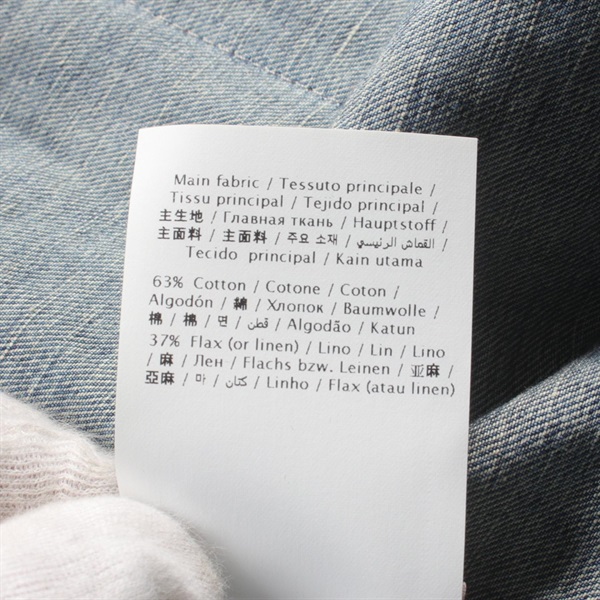 Main fabric / Tessuto principale /
Tissu principal / Tejido principal /
主生地 / Главная ткань / Hauptstoff /
主面料 / 主面料 / 주요 소재 / القماش الرئيسي /
Tecido principal / Kain utama
63% Cotton / Cotone / Coton /
Algodón / 綿 / Хлопок / Baumwolle /
棉 / 棉 / 면 / قطن / Algodão / Katun
37% Flax (or linen) / Lino / Lin / Lino
/ 麻 / Лен / Flachs bzw. Leinen / 亚麻 /
亞麻 / 마 / كتان / Linho / Flax (atau linen)